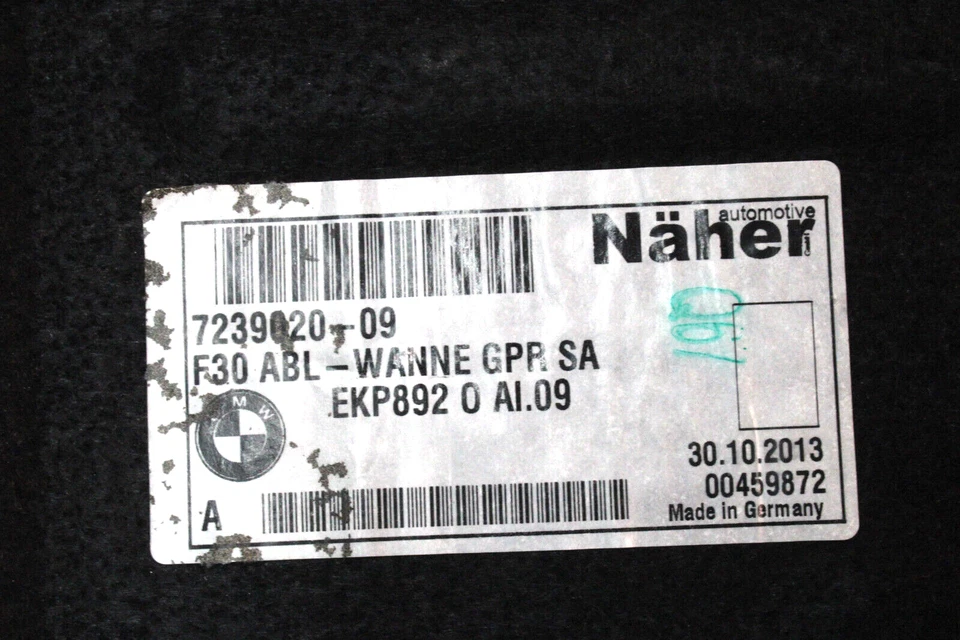 automotive
Näher
7239020-09
F30 ABL-WANNE GPR SA
EKP892 O AI.09
BMW
30.10.2013
00459872
A
Made in Germany